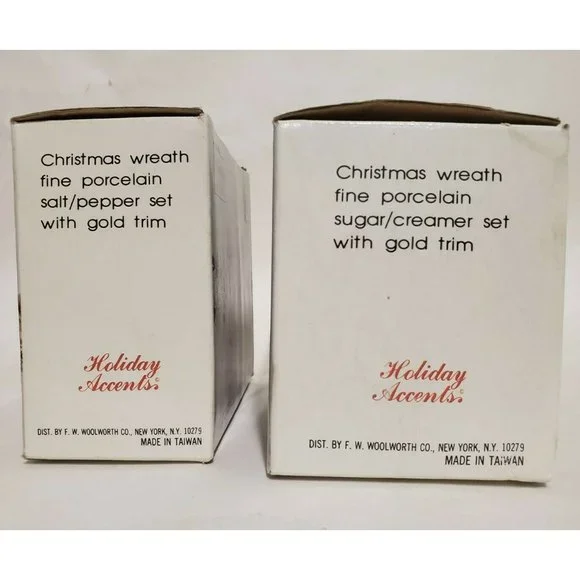 Christmas wreath
fine porcelain
salt/pepper set
with gold trim
Holiday
Accents®
DIST. BY F. W. WOOLWORTH CO., NEW YORK, N.Y. 10279
MADE IN TAIWAN
Christmas wreath
fine porcelain
sugar/creamer set
with gold trim
Holiday
Accents®
DIST. BY F. W. WOOLWORTH CO., NEW YORK, N.Y. 10279
MADE IN TAIWAN